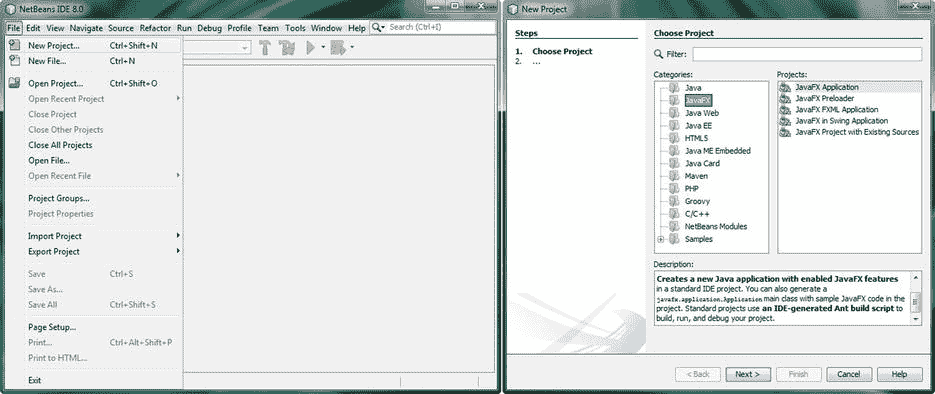 NetBeans IDE 8.0
File Edit View Navigate Source Refactor Run Debug Profile Team Tools Window Help Search (Ctrl+I)
New Project... Ctrl+Shift+N
New File... Ctrl+N
Open Project... Ctrl+Shift+O
Open Recent Project
Close Project
Close Other Projects
Close All Projects
Open File...
Open Recent File
Project Groups...
Project Properties
Import Project
Export Project
Save Ctrl+S
Save As...
Save All Ctrl+Shift+S
Page Setup...
Print... Ctrl+Alt+Shift+P
Print to HTML...
Exit
New Project
Steps
1. Choose Project
2. ...
Choose Project
Filter:
Categories:
Java
JavaFX
Java Web
Java EE
HTML5
Java ME Embedded
Java Card
Maven
PHP
Groovy
C/C++
NetBeans Modules
Samples
Projects:
JavaFX Application
JavaFX Preloader
JavaFX FXML Application
JavaFX in Swing Application
JavaFX Project with Existing Sources
Description:
Creates a new Java application with enabled JavaFX features
in a standard IDE project. You can also generate a
javafx.application.Application main class with sample JavaFX code in the
project. Standard projects use an IDE-generated Ant build script to
build, run, and debug your project.
< Back Next > Finish Cancel Help